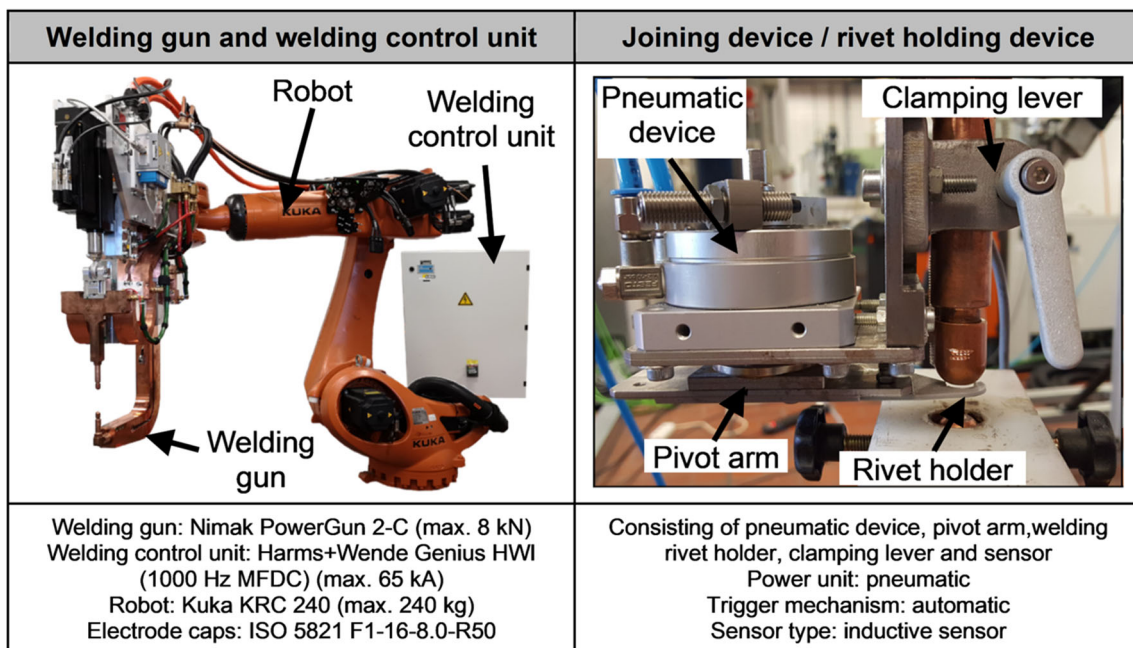 Welding gun and welding control unit
Joining device / rivet holding device
Robot
Welding
control unit
KUKA
KUKA
Welding
gun
Pneumatic
device
Clamping lever
Pivot arm
Rivet holder
Welding gun: Nimak PowerGun 2-C (max. 8 kN)
Welding control unit: Harms+Wende Genius HWI
(1000 Hz MFDC) (max. 65 kA)
Robot: Kuka KRC 240 (max. 240 kg)
Electrode caps: ISO 5821 F1-16-8.0-R50
Consisting of pneumatic device, pivot arm,welding
rivet holder, clamping lever and sensor
Power unit: pneumatic
Trigger mechanism: automatic
Sensor type: inductive sensor